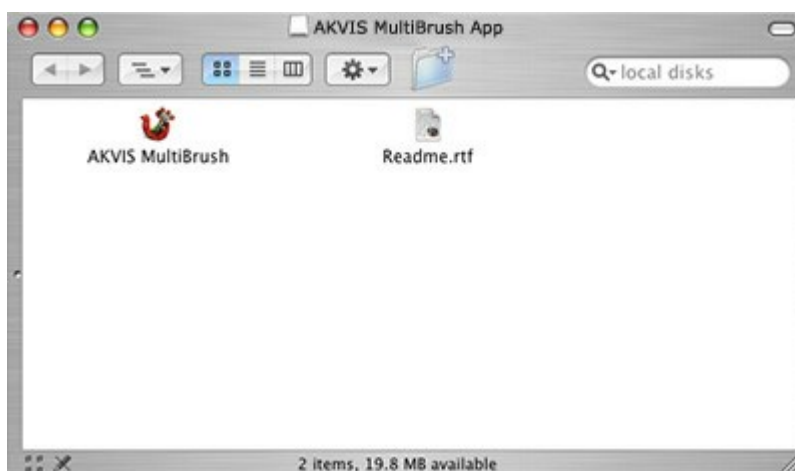 AKVIS MultiBrush App
local disks
AKVIS MultiBrush
Readme.rtf
2 items, 19.8 MB available